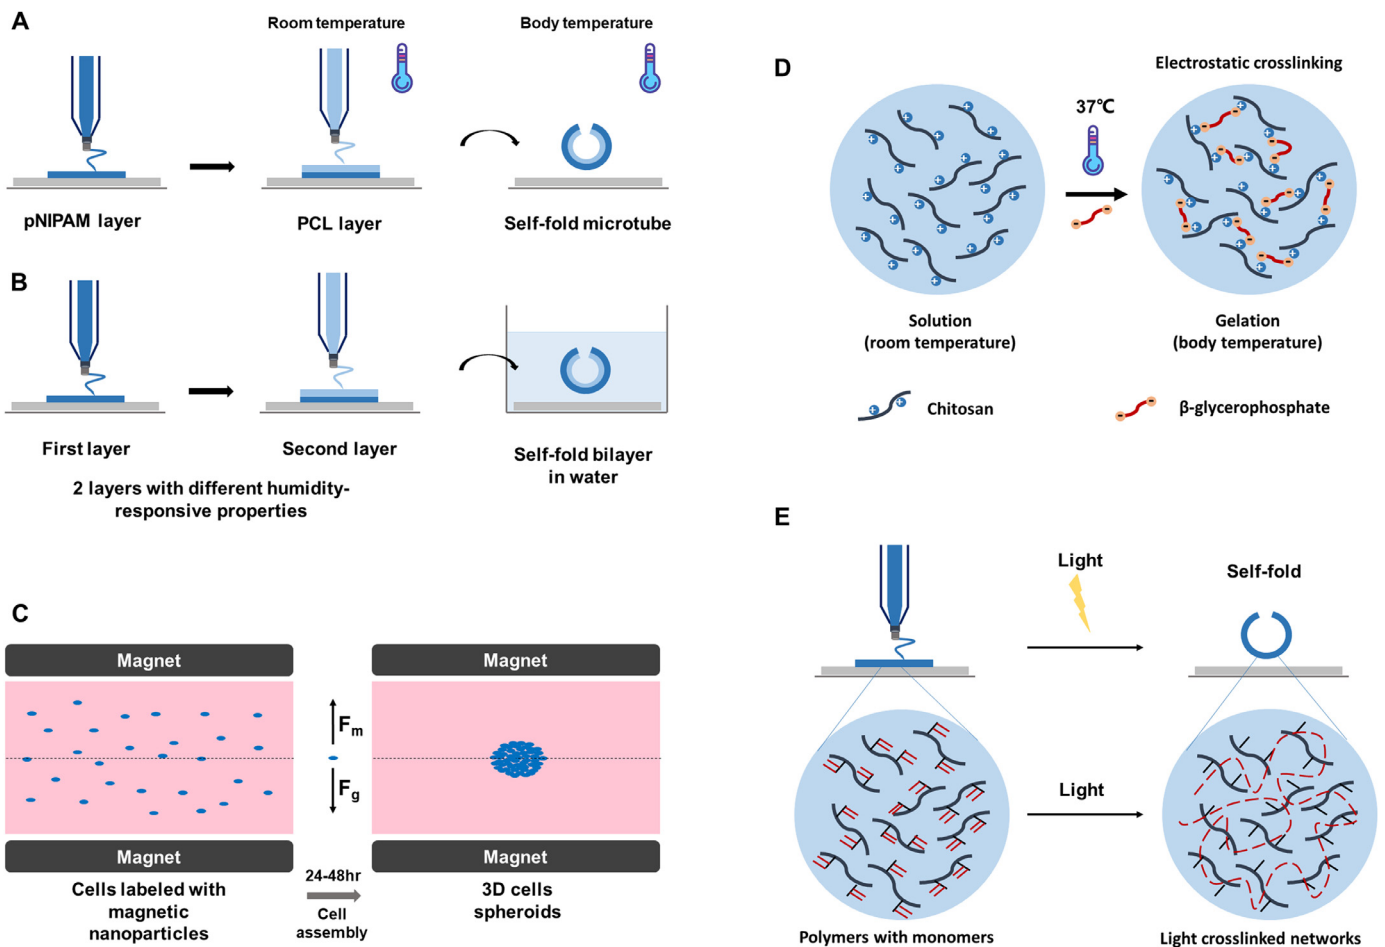 A
Room temperature
Body temperature
pNIPAM layer
PCL layer
Self-fold microtube
B
First layer
Second layer
Self-fold bilayer
in water
2 layers with different humidity-
responsive properties
C
Magnet
Magnet
Fm
Fg
Magnet
Magnet
Cells labeled with
magnetic
nanoparticles
24-48hr
Cell
assembly
3D cells
spheroids
D
Electrostatic crosslinking
37℃
Solution
(room temperature)
Gelation
(body temperature)
Chitosan
β-glycerophosphate
E
Light
Self-fold
Light
Polymers with monomers
Light crosslinked networks